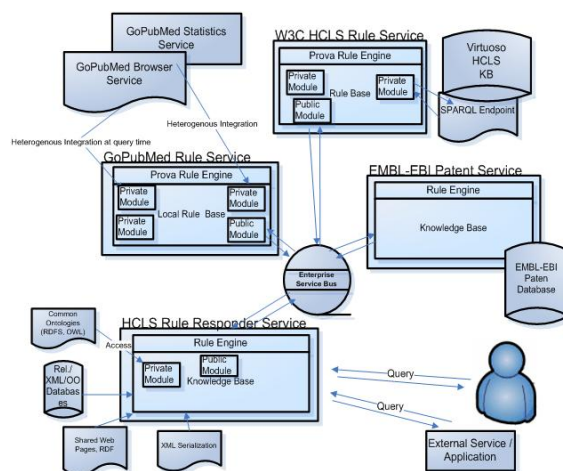 GoPubMed Statistics
Service
GoPubMed Browser
Service
W3C HCLS Rule Service
Prova Rule Engine
Private
Module
Rule Base
Private
Module
Public
Module
Virtuoso
HCLS
KB
SPARQL Endpoint
Heterogenous Integration
Heterogenous Integration at query time
GoPubMed Rule Service
Prova Rule Engine
Private
Module
Private
Module
Local Rule Base
Private
Module
Public
Module
EMBL-EBI Patent Service
Rule Engine
Knowledge Base
EMBL-EBI
Paten
Database
Enterprise
Service Bus
HCLS Rule Responder Service
Rule Engine
Public
Module
Private
Module
Knowledge Base
Common
Ontologies
(RDFS, OWL)
Access
Rel./
XML/OO
Databas
es
Shared Web
Pages, RDF
XML Serialization
Query
Query
External Service /
Application